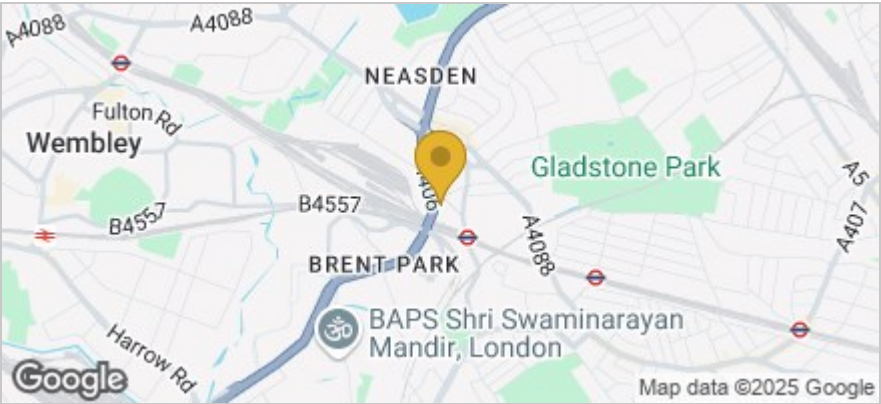 A4088
A4088
NEASDEN
Fulton Rd
Wembley
Gladstone Park
A406
A5
B4557
B4557
A407
A4088
BRENT PARK
BAPS Shri Swaminarayan
Mandir, London
Harrow Rd
Google
Map data ©2025 Google